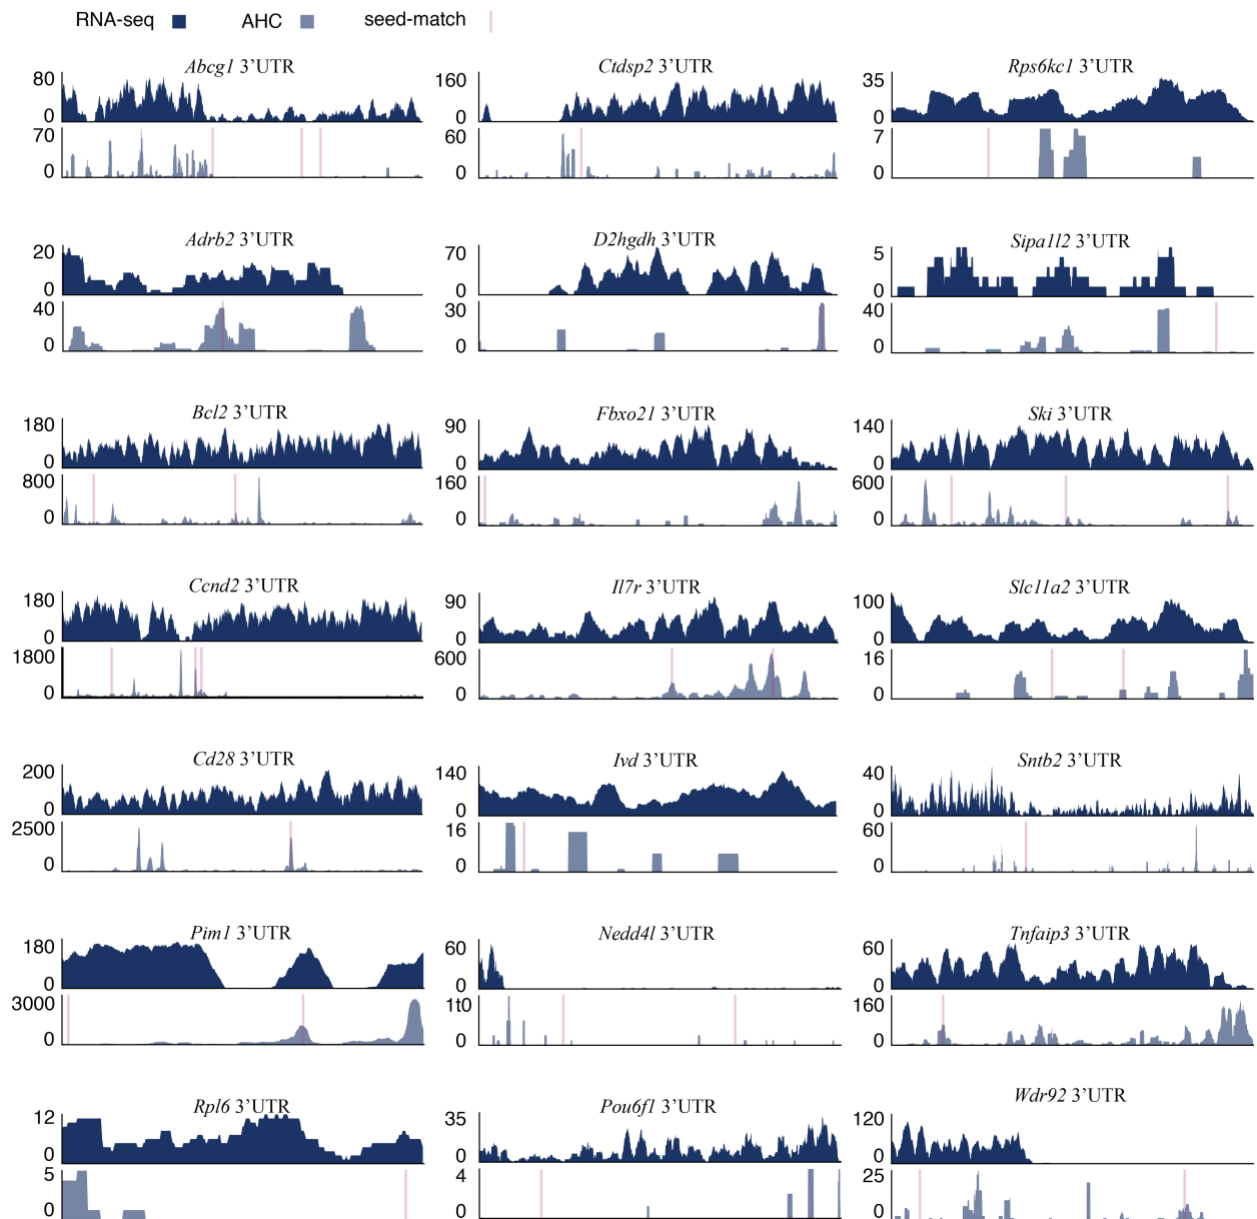 RNA-seq AHC seed-match
Abcg1 3’UTR Ctdsp2 3’UTR Rps6kc1 3’UTR
80 160 35
0 0 0
70 60 7
0 0 0
Adrb2 3’UTR D2hgdh 3’UTR Sipa1l2 3’UTR
20 70 5
0 0 0
40 30 40
0 0 0
Bcl2 3’UTR Fbxo21 3’UTR Ski 3’UTR
180 90 140
0 0 0
800 160 600
0 0 0
Ccnd2 3’UTR Il7r 3’UTR Slc11a2 3’UTR
180 90 100
0 0 0
1800 600 16
0 0 0
Cd28 3’UTR Ivd 3’UTR Sntb2 3’UTR
200 140 40
0 0 0
2500 16 60
0 0 0
Pim1 3’UTR Nedd4l 3’UTR Tnfaip3 3’UTR
180 60 60
0 0 0
3000 110 160
0 0 0
Rpl6 3’UTR Pou6f1 3’UTR Wdr92 3’UTR
12 35 120
0 0 0
5 4 25
0 0 0